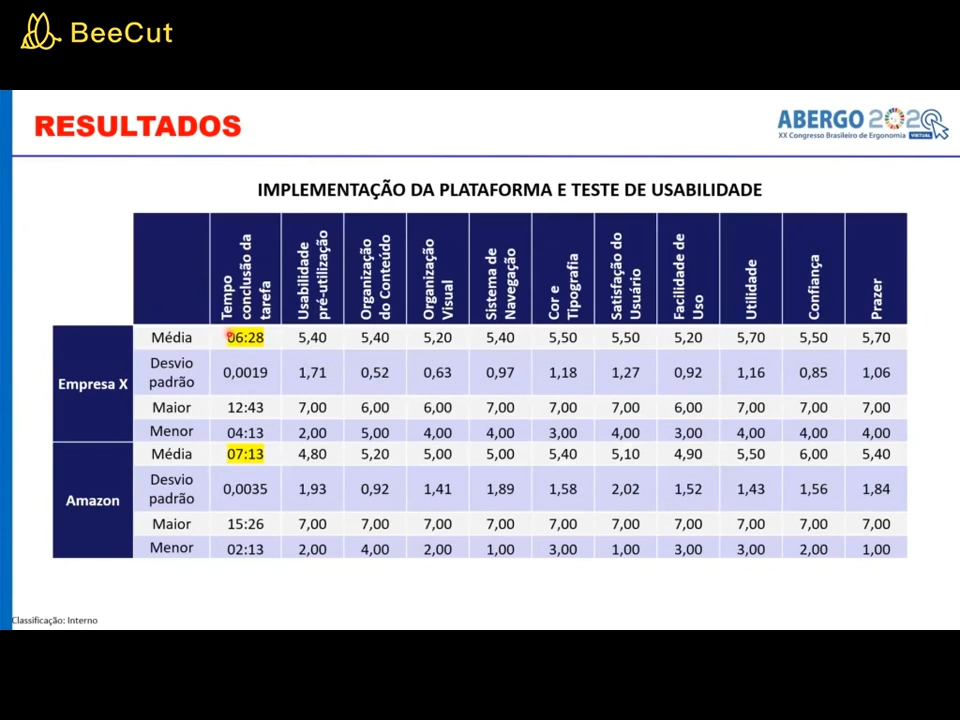 BeeCut
RESULTADOS
ABERGO 2020
XX Congresso Brasileiro de Ergonomia VIRTUAL
IMPLEMENTAÇÃO DA PLATAFORMA E TESTE DE USABILIDADE
Tempo conclusão da tarefa Usabilidade pré-utilização Organização do Conteúdo Organização Visual Sistema de Navegação Cor e Tipografia Satisfação do Usuário Facilidade de Uso Utilidade Confiança Prazer
Empresa X
Média 06:28 5,40 5,40 5,20 5,40 5,50 5,50 5,20 5,70 5,50 5,70
Desvio padrão 0,0019 1,71 0,52 0,63 0,97 1,18 1,27 0,92 1,16 0,85 1,06
Maior 12:43 7,00 6,00 6,00 7,00 7,00 7,00 6,00 7,00 7,00 7,00
Menor 04:13 2,00 5,00 4,00 4,00 3,00 4,00 3,00 4,00 4,00 4,00
Amazon
Média 07:13 4,80 5,20 5,00 5,00 5,40 5,10 4,90 5,50 6,00 5,40
Desvio padrão 0,0035 1,93 0,92 1,41 1,89 1,58 2,02 1,52 1,43 1,56 1,84
Maior 15:26 7,00 7,00 7,00 7,00 7,00 7,00 7,00 7,00 7,00 7,00
Menor 02:13 2,00 4,00 2,00 1,00 3,00 1,00 3,00 3,00 2,00 1,00
Classificação: Interno